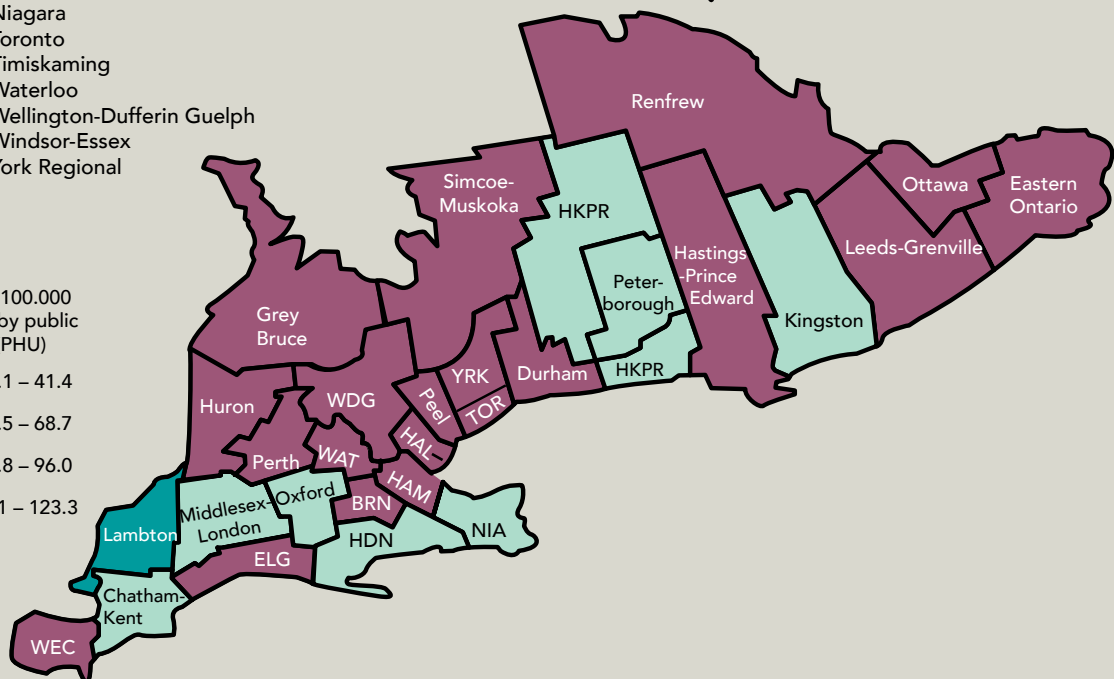 Niagara
Toronto
Timiskaming
Waterloo
Wellington-Dufferin Guelph
Windsor-Essex
York Regional
100.000
by public
PHU)
.1 – 41.4
.5 – 68.7
.8 – 96.0
1 – 123.3
Renfrew
Ottawa
Eastern
Ontario
Simcoe-
Muskoka
HKPR
Leeds-Grenville
Hastings
-Prince
Edward
Peter-
borough
Kingston
Grey
Bruce
HKPR
Durham
YRK
TOR
Peel
WDG
Huron
HAL-
Perth
WAT
HAM
BRN
Oxford
Middlesex-
London
NIA
HDN
Lambton
ELG
Chatham-
Kent
WEC